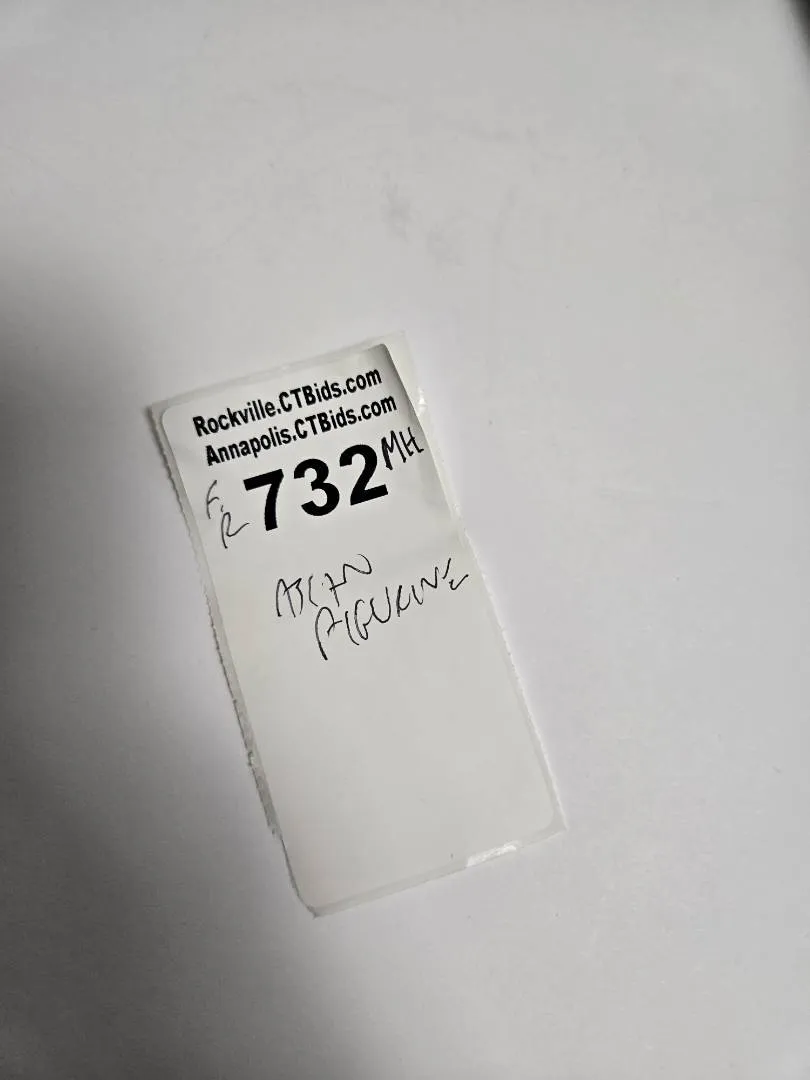 Rockville.CTBids.com
Annapolis.CTBids.com
F.R 732 MH
ASIAN
FIGURINE